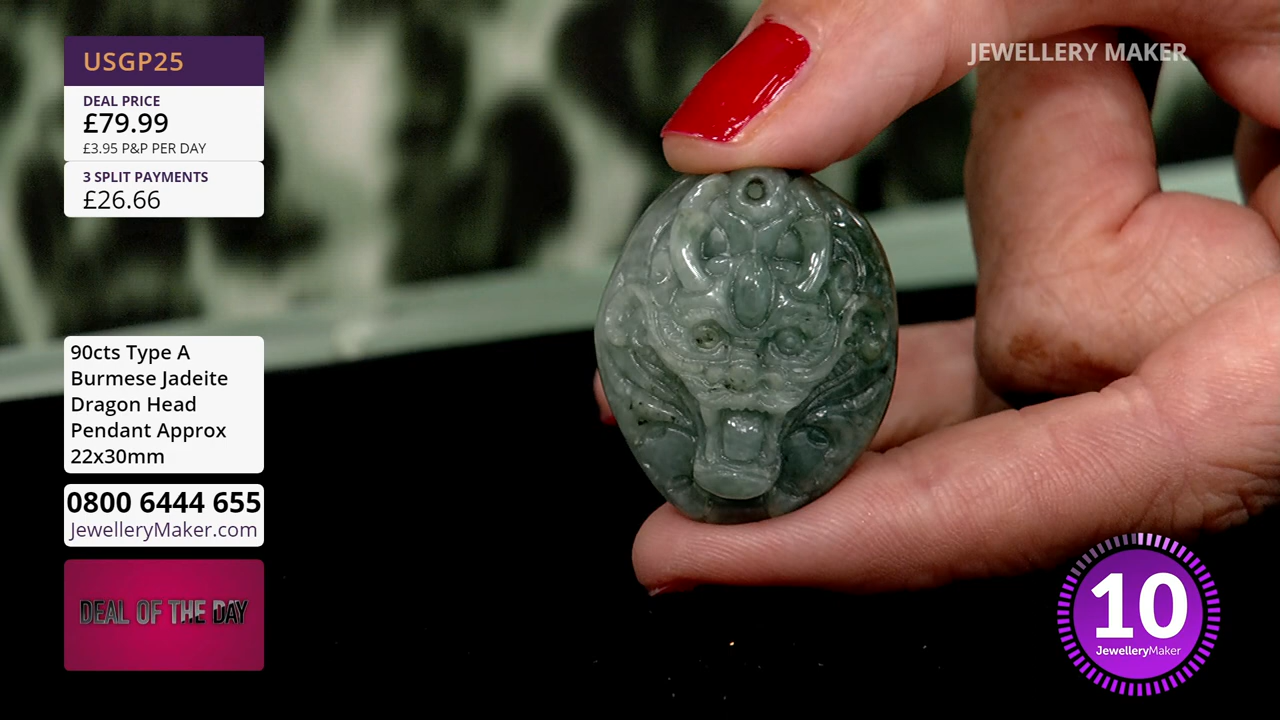 USGP25
DEAL PRICE
£79.99
£3.95 P&P PER DAY
3 SPLIT PAYMENTS
£26.66
90cts Type A
Burmese Jadeite
Dragon Head
Pendant Approx
22x30mm
0800 6444 655
JewelleryMaker.com
DEAL OF THE DAY
JEWELLERY MAKER
10
JewelleryMaker